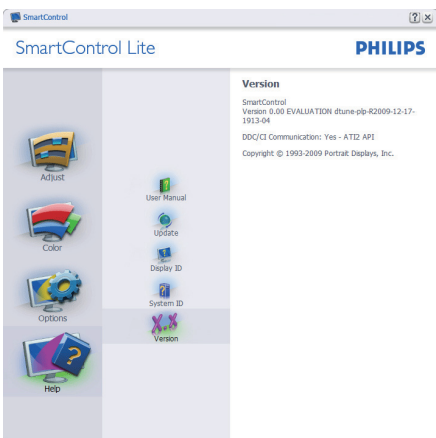 SmartControl
SmartControl Lite
PHILIPS
Adjust
Color
Options
Help
User Manual
Update
Display ID
System ID
X.X
Version
Version
SmartControl
Version 0.00 EVALUATION dtune-plp-R2009-12-17-
1913-04
DDC/CI Communication: Yes - ATI2 API
Copyright © 1993-2009 Portrait Displays, Inc.